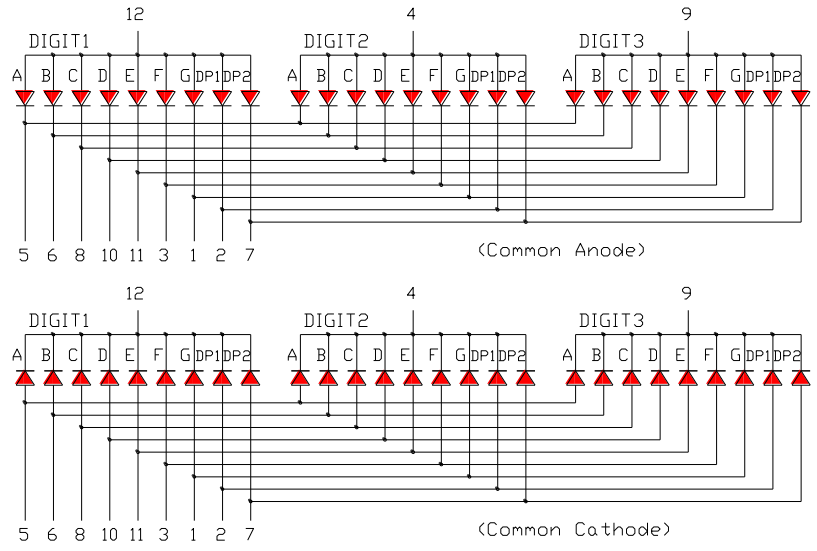 12 4 9
DIGIT1 DIGIT2 DIGIT3
A B C D E F G DP1 DP2 A B C D E F G DP1 DP2 A B C D E F G DP1 DP2
5 6 8 10 11 3 1 2 7 (Common Anode)
12 4 9
DIGIT1 DIGIT2 DIGIT3
A B C D E F G DP1 DP2 A B C D E F G DP1 DP2 A B C D E F G DP1 DP2
5 6 8 10 11 3 1 2 7 (Common Cathode)